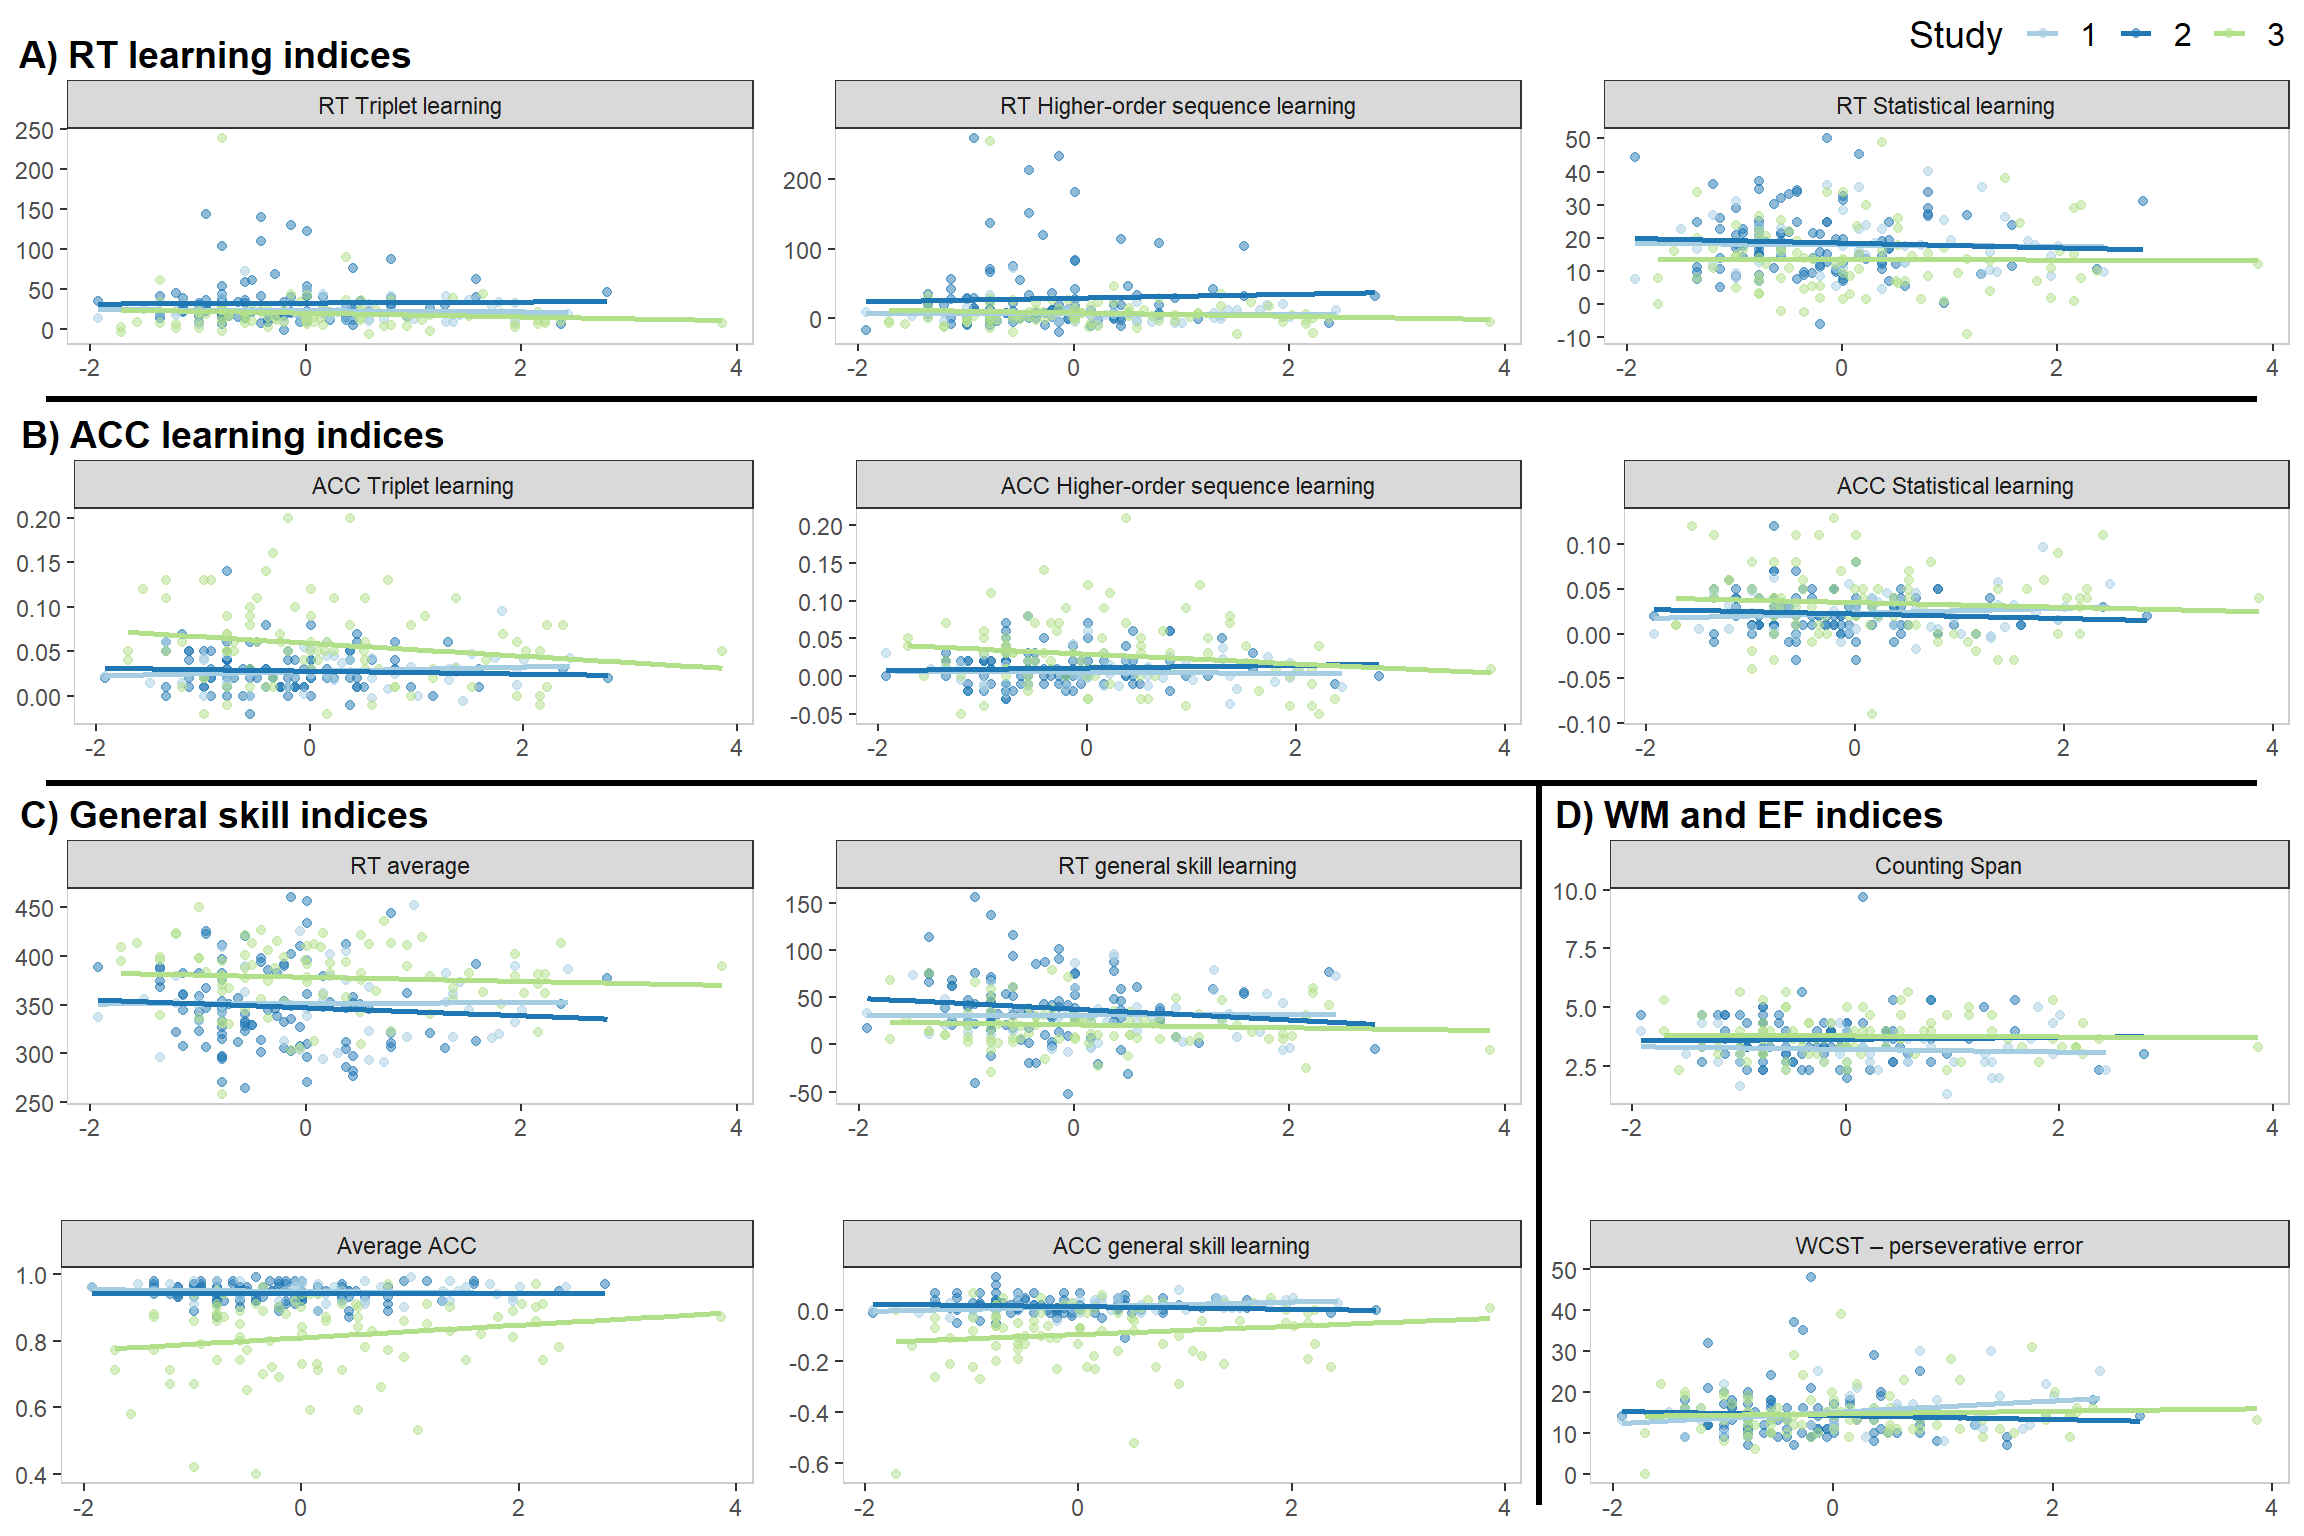 Study 1 2 3
A) RT learning indices
RT Triplet learning
RT Higher-order sequence learning
RT Statistical learning
250
200
150
100
50
0
-2 0 2 4
200
100
0
-2 0 2 4
50
40
30
20
10
0
-10
-2 0 2 4
B) ACC learning indices
ACC Triplet learning
ACC Higher-order sequence learning
ACC Statistical learning
0.20
0.15
0.10
0.05
0.00
-2 0 2 4
0.20
0.15
0.10
0.05
0.00
-0.05
-2 0 2 4
0.10
0.05
0.00
-0.05
-0.10
-2 0 2 4
C) General skill indices
RT average
RT general skill learning
450
400
350
300
250
-2 0 2 4
150
100
50
0
-50
-2 0 2 4
Average ACC
ACC general skill learning
1.0
0.8
0.6
0.4
-2 0 2 4
0.0
-0.2
-0.4
-0.6
-2 0 2 4
D) WM and EF indices
Counting Span
10.0
7.5
5.0
2.5
-2 0 2 4
WCST – perseverative error
50
40
30
20
10
0
-2 0 2 4